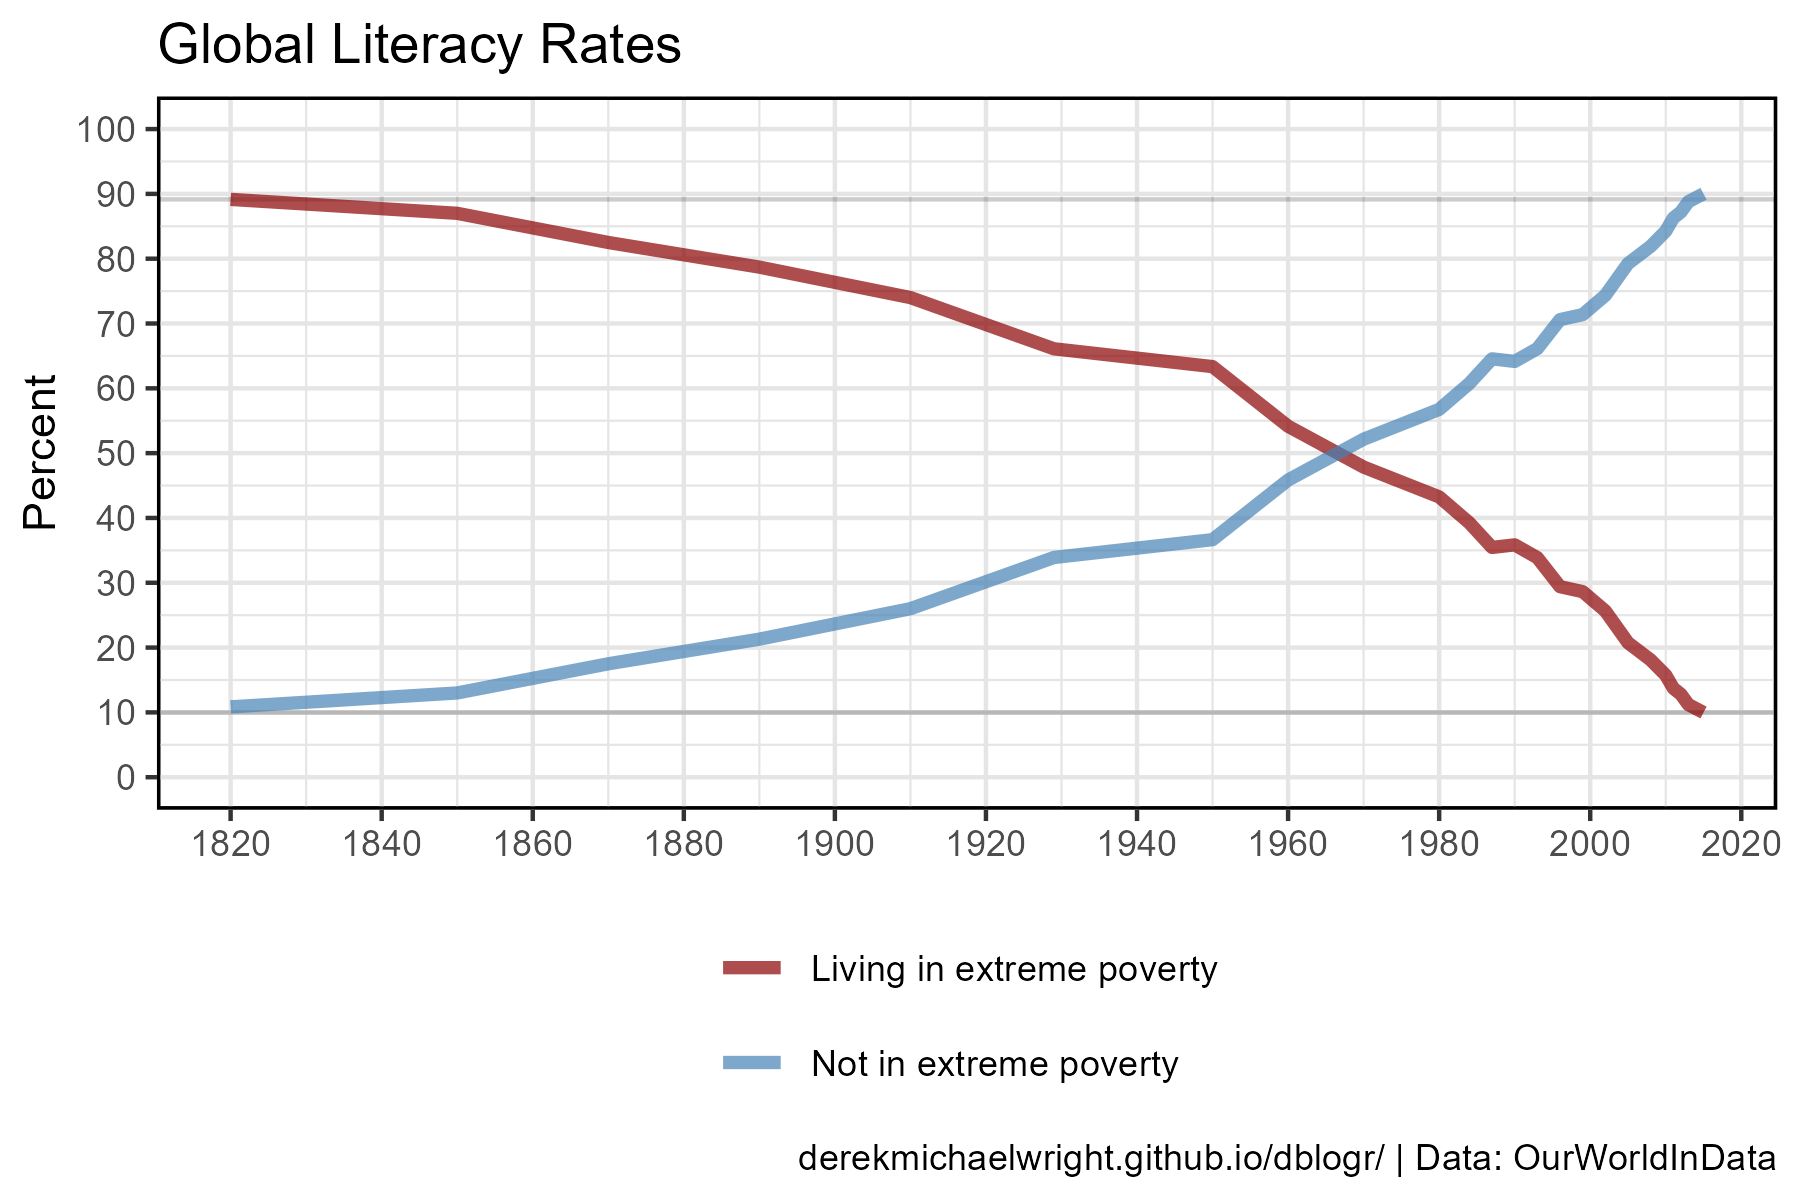 Global Literacy Rates
Percent
100
90
80
70
60
50
40
30
20
10
0
1820 1840 1860 1880 1900 1920 1940 1960 1980 2000 2020
Living in extreme poverty
Not in extreme poverty
derekmichaelwright.github.io/dblogr/ | Data: OurWorldInData